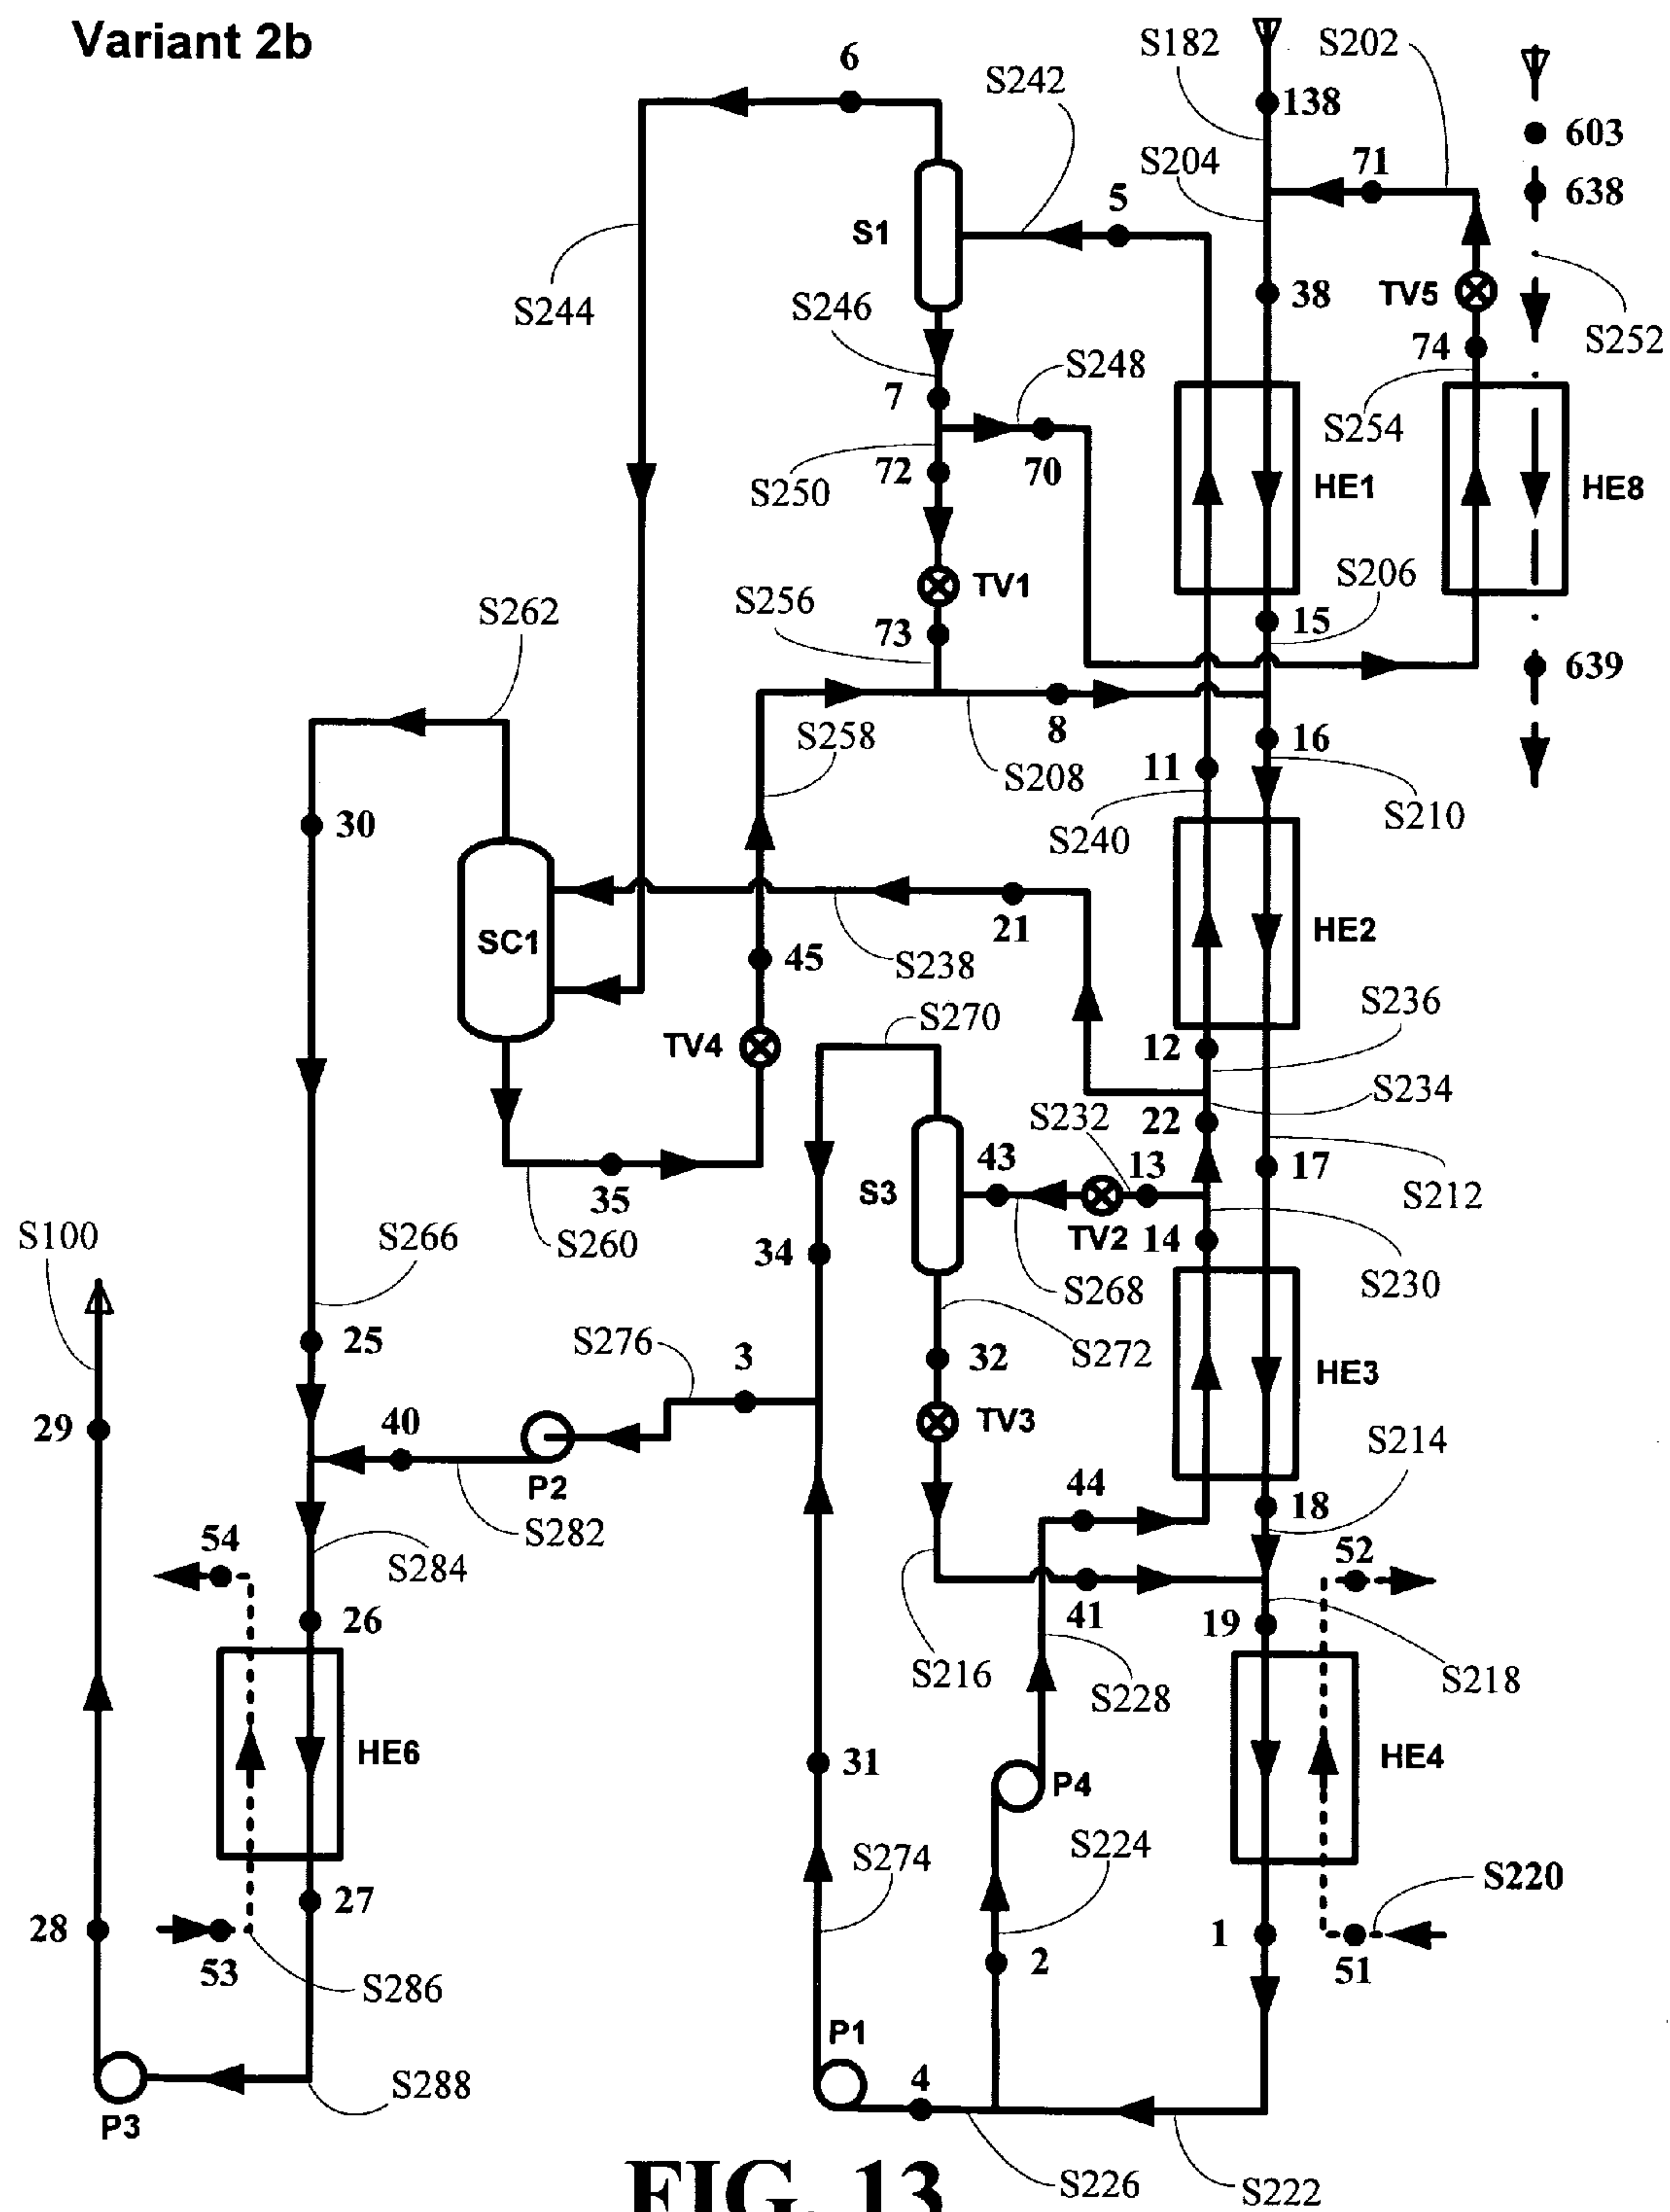 Variant 2b
6
S182
S202
S242
138
603
S204
71
638
5
S1
S244
S246
38
TV5
S252
S248
74
7
S254
72
70
S250
HE1
HE8
TV1
S206
S256
S262
73
15
639
S258
8
16
S208
11
30
S240
S210
HE2
SC1
21
45
S238
S236
S270
12
TV4
S234
S232
22
43
13
17
S3
35
S212
S260
TV2
14
S100
S266
34
S268
S230
25
S276
3
32
S272
HE3
29
40
TV3
S214
P2
44
18
S282
54
S284
52
26
41
19
S216
S228
S218
HE6
31
P4
HE4
S274
S224
S220
27
28
1
53
2
51
S286
P1
4
S288
P3
S226
S222
FIG. 13